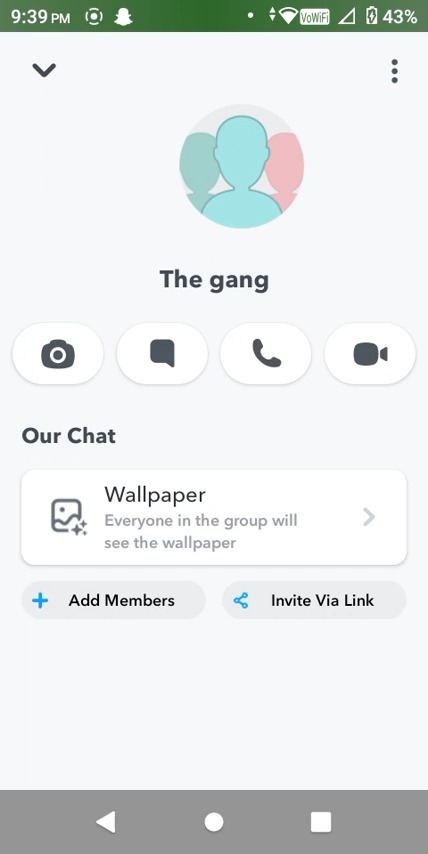 9:39 PM VoWiFi 43%
The gang
Our Chat
Wallpaper
Everyone in the group will
see the wallpaper
Add Members Invite Via Link